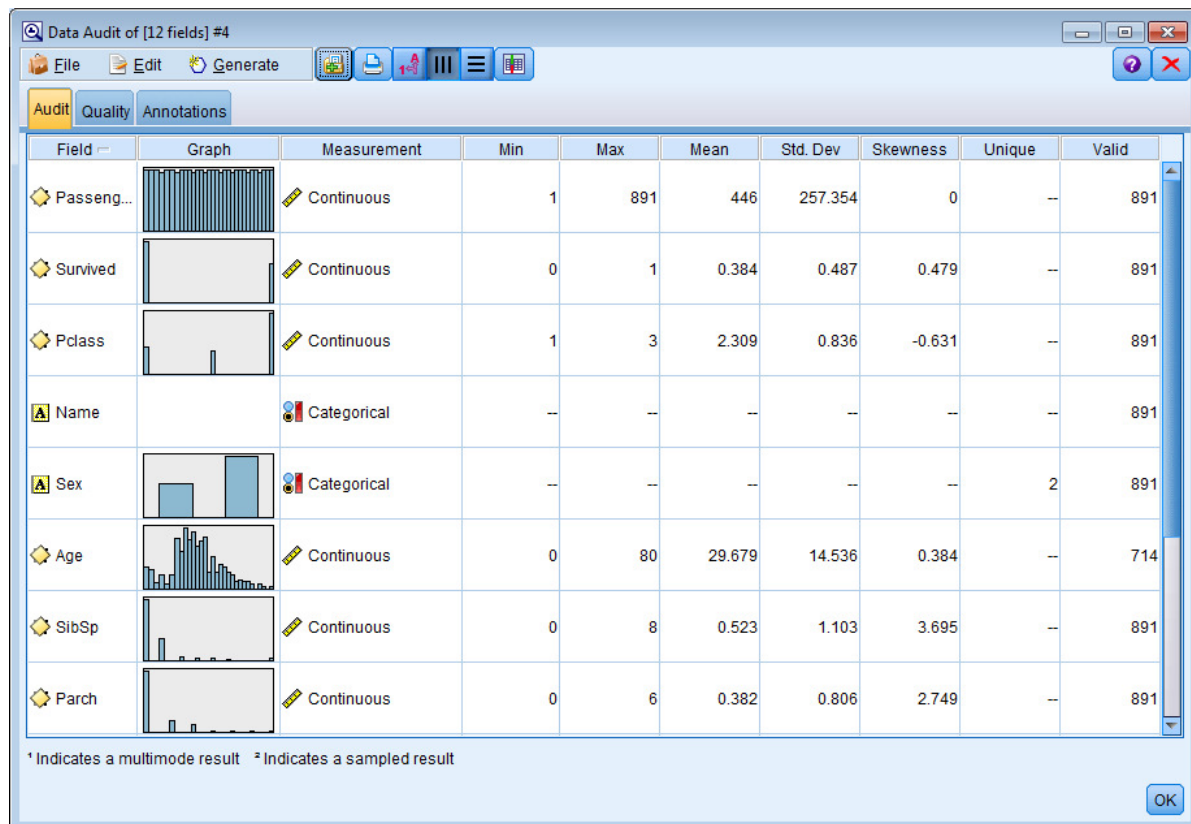 Data Audit of [12 fields] #4
File Edit Generate
Audit Quality Annotations
Field Graph Measurement Min Max Mean Std. Dev Skewness Unique Valid
Passeng... Continuous 1 891 446 257.354 0 -- 891
Survived Continuous 0 1 0.384 0.487 0.479 -- 891
Pclass Continuous 1 3 2.309 0.836 -0.631 -- 891
A Name Categorical -- -- -- -- -- -- 891
A Sex Categorical -- -- -- -- -- 2 891
Age Continuous 0 80 29.679 14.536 0.384 -- 714
SibSp Continuous 0 8 0.523 1.103 3.695 -- 891
Parch Continuous 0 6 0.382 0.806 2.749 -- 891
¹ Indicates a multimode result ² Indicates a sampled result
OK